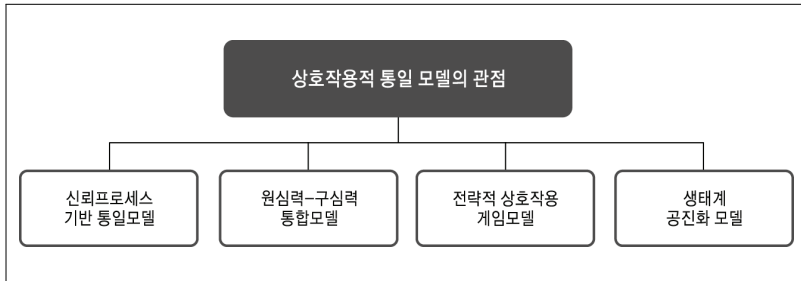 상호작용적 통일 모델의 관점
신뢰프로세스
기반 통일모델
원심력-구심력
통합모델
전략적 상호작용
게임모델
생태계
공진화 모델